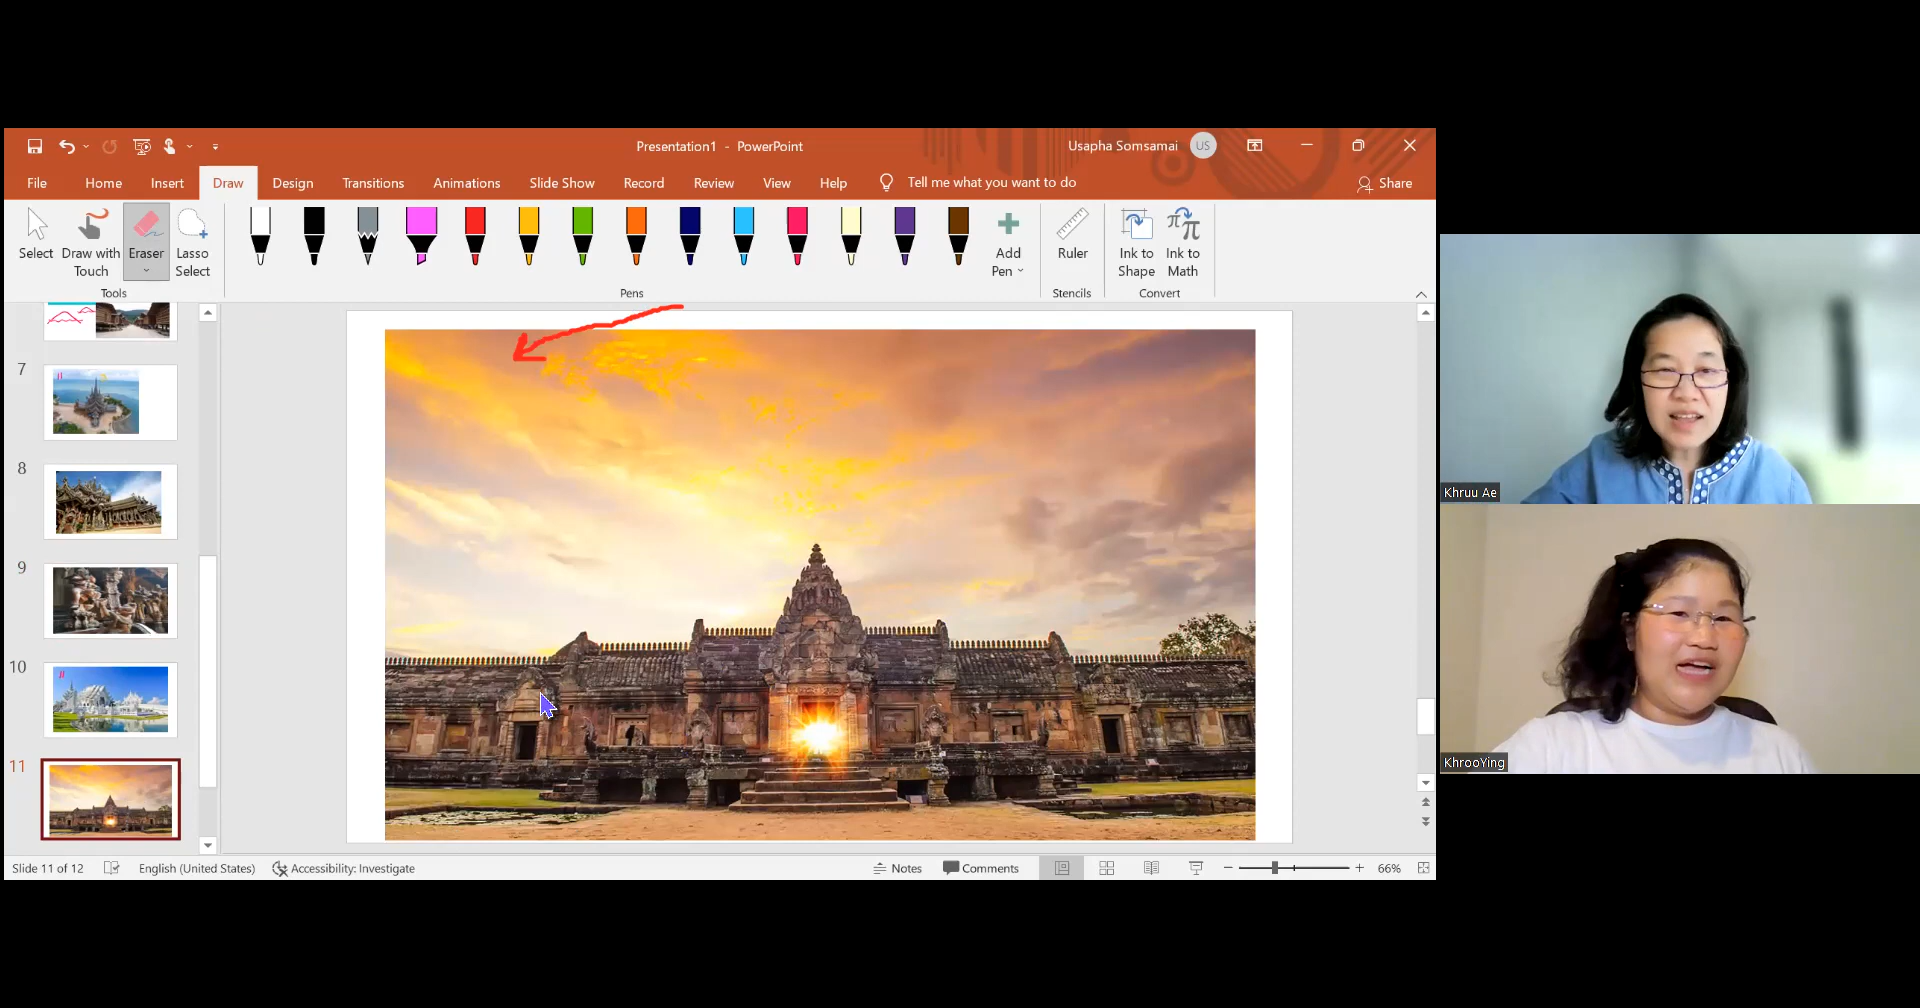 Presentation1 - PowerPoint
Usapha Somsamai
US
File
Home
Insert
Draw
Design
Transitions
Animations
Slide Show
Record
Review
View
Help
Tell me what you want to do
Share
Select
Draw with
Touch
Eraser
Lasso
Select
Add
Pen
Ruler
Ink to
Shape
Ink to
Math
Tools
Pens
Stencils
Convert
7
8
9
10
11
Khruu Ae
KhrooYing
Slide 11 of 12
English (United States)
Accessibility: Investigate
Notes
Comments
66%